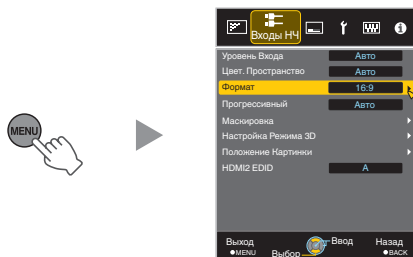 MENU
Входы НЧ
Уровень Входа Авто
Цвет. Пространство Авто
Формат 16:9
Прогрессивный Авто
Маскировка
Настройка Режима 3D
Положение Картинки
HDMI2 EDID A
Выход Ввод Назад
●MENU Выбор ●BACK